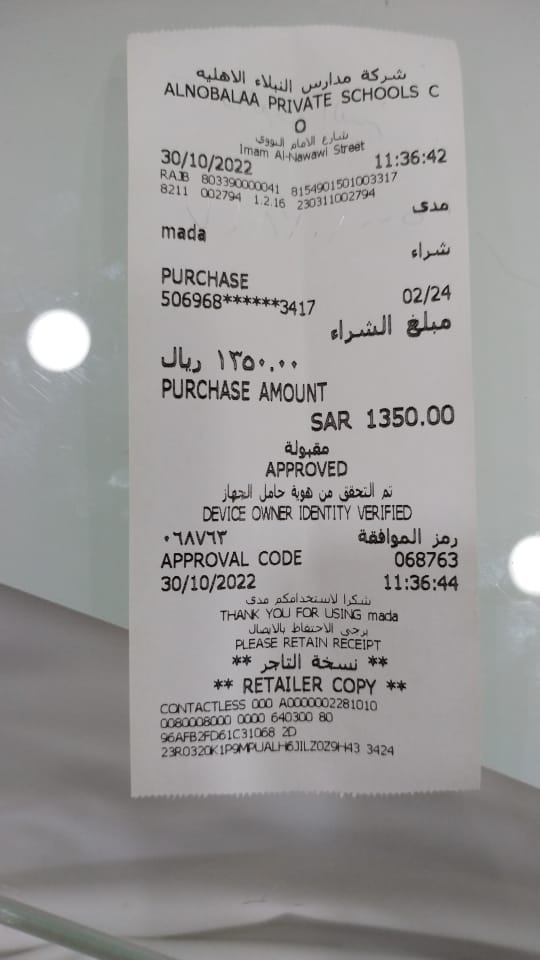 شركة مدارس النبلاء الاهليه
ALNOBALAA PRIVATE SCHOOLS C
O
شارع الامام النووي
Imam Al-Nawawi Street
30/10/2022 11:36:42
RAJB 803390000041 8154901501003317
8211 002794 1.2.16 230311002794
مدى
mada
شراء
PURCHASE
506968******3417 02/24
مبلغ الشراء
١٣٥٠.٠٠ ريال
PURCHASE AMOUNT
SAR 1350.00
مقبولة
APPROVED
تم التحقق من هوية حامل الجهاز
DEVICE OWNER IDENTITY VERIFIED
رمز الموافقة ٠٦٨٧٦٣
APPROVAL CODE 068763
30/10/2022 11:36:44
شكرا لاستخدامكم مدى
THANK YOU FOR USING mada
يرجى الاحتفاظ بالايصال
PLEASE RETAIN RECEIPT
** نسخة التاجر **
** RETAILER COPY **
CONTACTLESS 000 A0000002281010
0080008000 0000 640300 80
96AFB2FD61C31068 2D
23R0320K1P9MPUALH6JILZ0Z9H43 3424